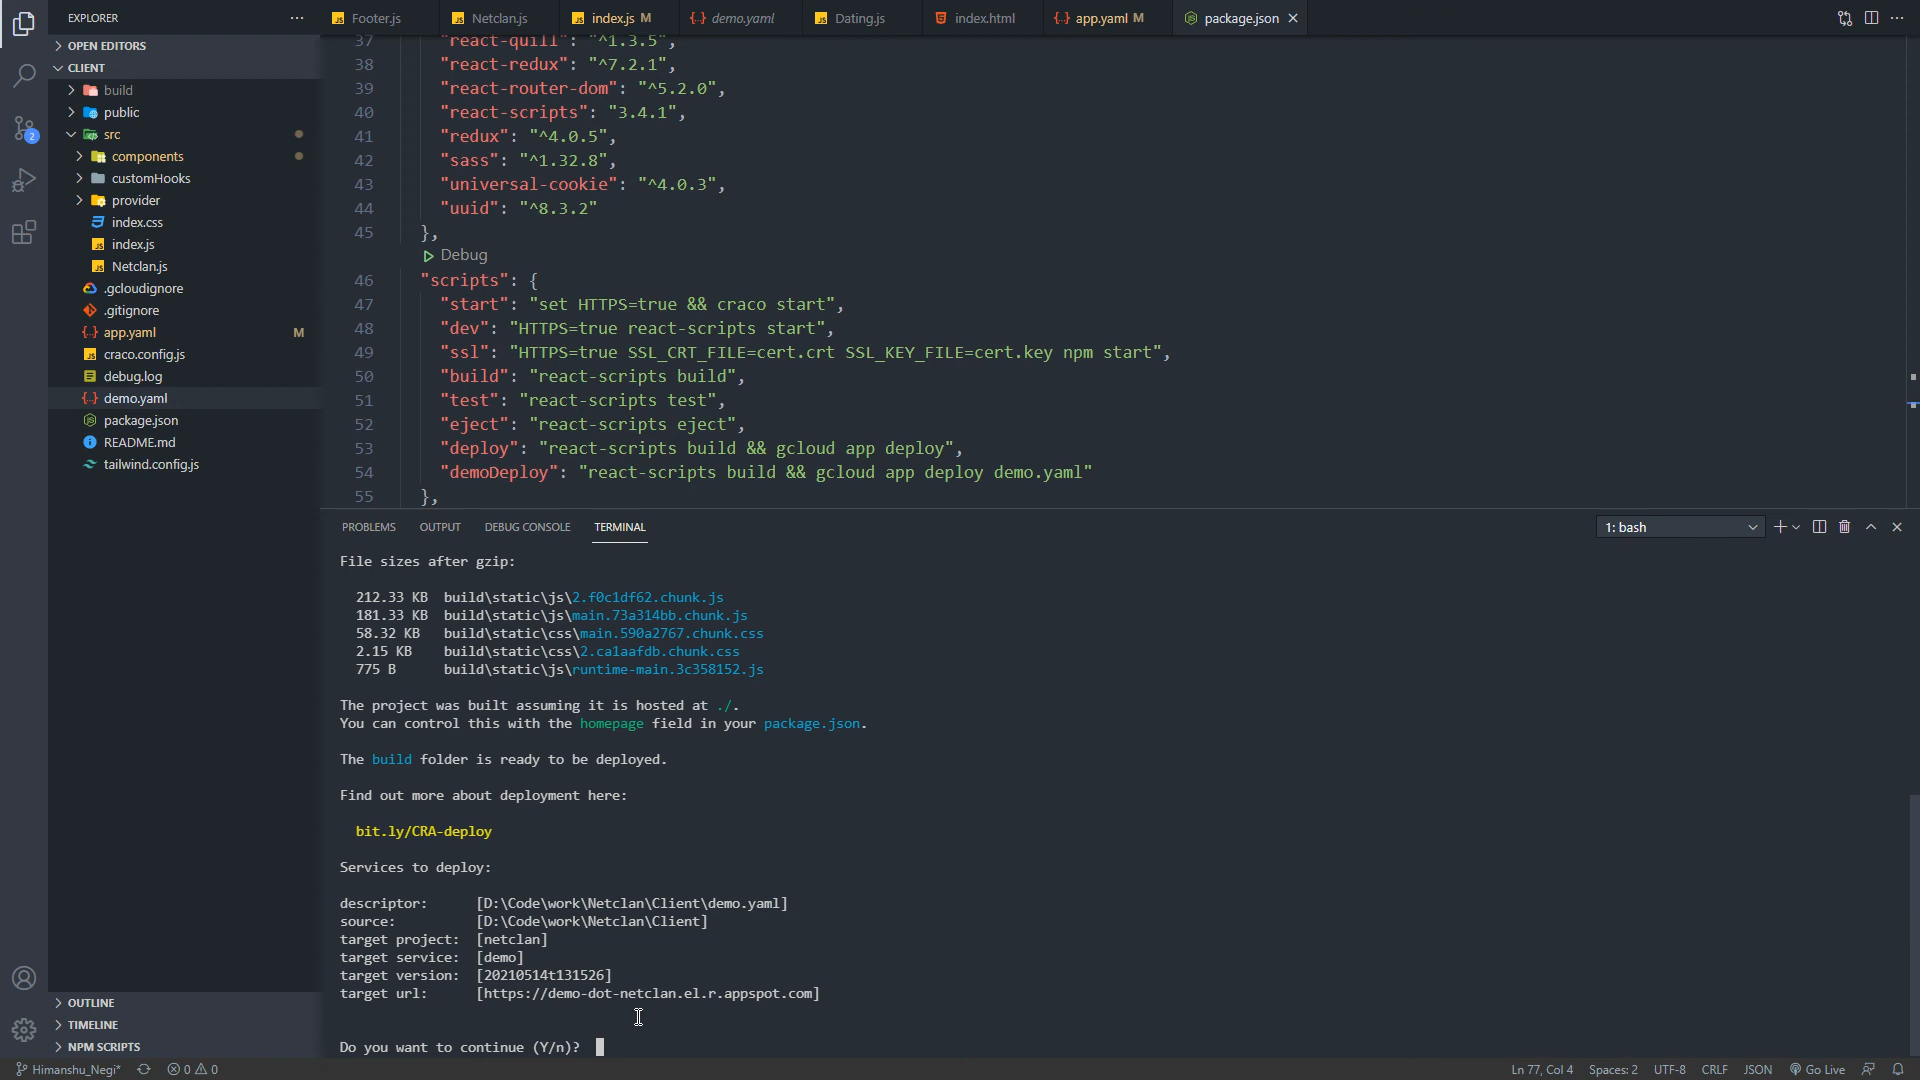 EXPLORER
OPEN EDITORS
CLIENT
build
public
src
components
customHooks
provider
index.css
index.js
Netclan.js
.gcloudignore
.gitignore
app.yaml M
craco.config.js
debug.log
demo.yaml
package.json
README.md
tailwind.config.js
OUTLINE
TIMELINE
NPM SCRIPTS
2
Footer.js Netclan.js index.js M demo.yaml Dating.js index.html app.yaml M package.json
37 "react-quill": "^1.3.5",
38 "react-redux": "^7.2.1",
39 "react-router-dom": "^5.2.0",
40 "react-scripts": "3.4.1",
41 "redux": "^4.0.5",
42 "sass": "^1.32.8",
43 "universal-cookie": "^4.0.3",
44 "uuid": "^8.3.2"
45 },
Debug
46 "scripts": {
47 "start": "set HTTPS=true && craco start",
48 "dev": "HTTPS=true react-scripts start",
49 "ssl": "HTTPS=true SSL_CRT_FILE=cert.crt SSL_KEY_FILE=cert.key npm start",
50 "build": "react-scripts build",
51 "test": "react-scripts test",
52 "eject": "react-scripts eject",
53 "deploy": "react-scripts build && gcloud app deploy",
54 "demoDeploy": "react-scripts build && gcloud app deploy demo.yaml"
55 },
PROBLEMS OUTPUT DEBUG CONSOLE TERMINAL 1: bash
File sizes after gzip:
212.33 KB build\static\js\2.f0c1df62.chunk.js
181.33 KB build\static\js\main.73a314bb.chunk.js
58.32 KB build\static\css\main.590a2767.chunk.css
2.15 KB build\static\css\2.ca1aafdb.chunk.css
775 B build\static\js\runtime-main.3c358152.js
The project was built assuming it is hosted at ./.
You can control this with the homepage field in your package.json.
The build folder is ready to be deployed.
Find out more about deployment here:
bit.ly/CRA-deploy
Services to deploy:
descriptor: [D:\Code\work\Netclan\Client\demo.yaml]
source: [D:\Code\work\Netclan\Client]
target project: [netclan]
target service: [demo]
target version: [20210514t131526]
target url: [https://demo-dot-netclan.el.r.appspot.com]
Do you want to continue (Y/n)?
Himanshu_Negi* 0 0 Ln 77, Col 4 Spaces: 2 UTF-8 CRLF JSON Go Live